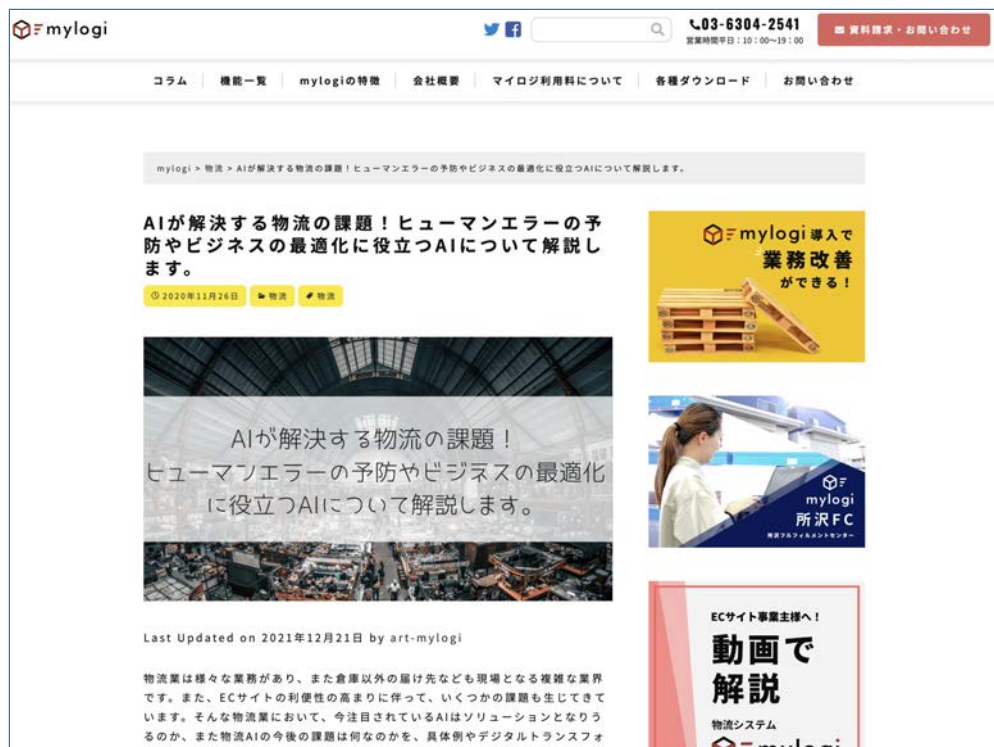 mylogi
03-6304-2541
営業時間平日：10：00〜19：00
資料請求・お問い合わせ
コラム
機能一覧
mylogiの特徴
会社概要
マイロジ利用料について
各種ダウンロード
お問い合わせ
mylogi > 物流 > AIが解決する物流の課題！ヒューマンエラーの予防やビジネスの最適化に役立つAIについて解説します。
AIが解決する物流の課題！ヒューマンエラーの予
防やビジネスの最適化に役立つAIについて解説し
ます。
2020年11月26日
物流
物流
AIが解決する物流の課題！
ヒューマンエラーの予防やビジネスの最適化
に役立つAIについて解説します。
Last Updated on 2021年12月21日 by art-mylogi
物流業は様々な業務があり、また倉庫以外の届け先なども現場となる複雑な業界
です。また、ECサイトの利便性の高まりに伴って、いくつかの課題も生じてきて
います。そんな物流業において、今注目されているAIはソリューションとなりう
るのか、また物流AIの今後の課題は何なのかを、具体例やデジタルトランスフォ
mylogi 導入で
業務改善
ができる！
mylogi
所沢FC
所沢フルフィルメントセンター
ECサイト事業主様へ！
動画で
解説
物流システム
mylogi